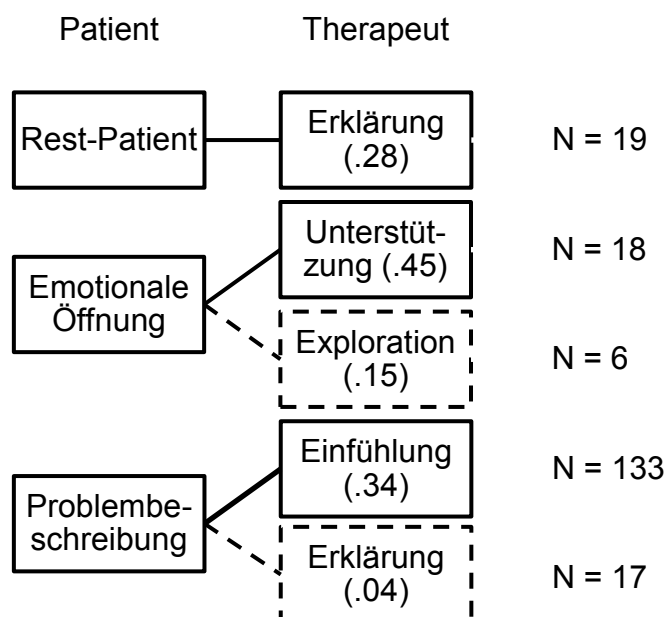 Patient Therapeut
Rest-Patient
Erklärung
(.28)
N = 19
Emotionale
Öffnung
Unterstüt-
zung (.45)
N = 18
Exploration
(.15)
N = 6
Problembe-
schreibung
Einfühlung
(.34)
N = 133
Erklärung
(.04)
N = 17